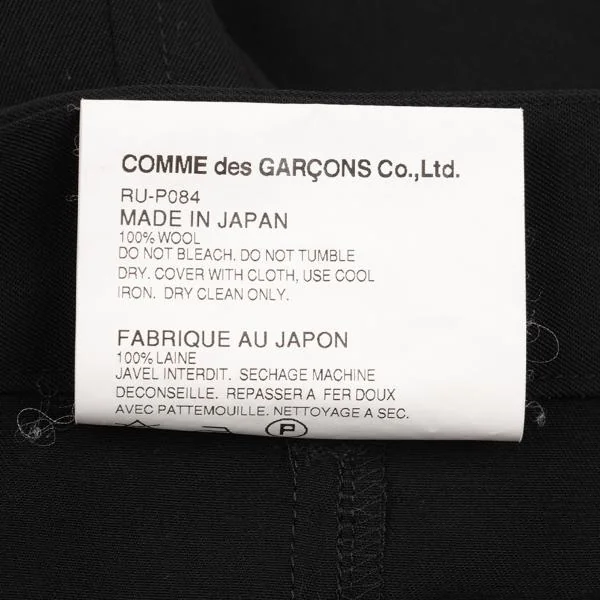 COMME des GARÇONS Co.,Ltd.
RU-P084
MADE IN JAPAN
100% WOOL
DO NOT BLEACH. DO NOT TUMBLE
DRY. COVER WITH CLOTH, USE COOL
IRON. DRY CLEAN ONLY.
FABRIQUE AU JAPON
100% LAINE
JAVEL INTERDIT. SECHAGE MACHINE
DECONSEILLE. REPASSER A FER DOUX
AVEC PATTEMOUILLE. NETTOYAGE A SEC.
P